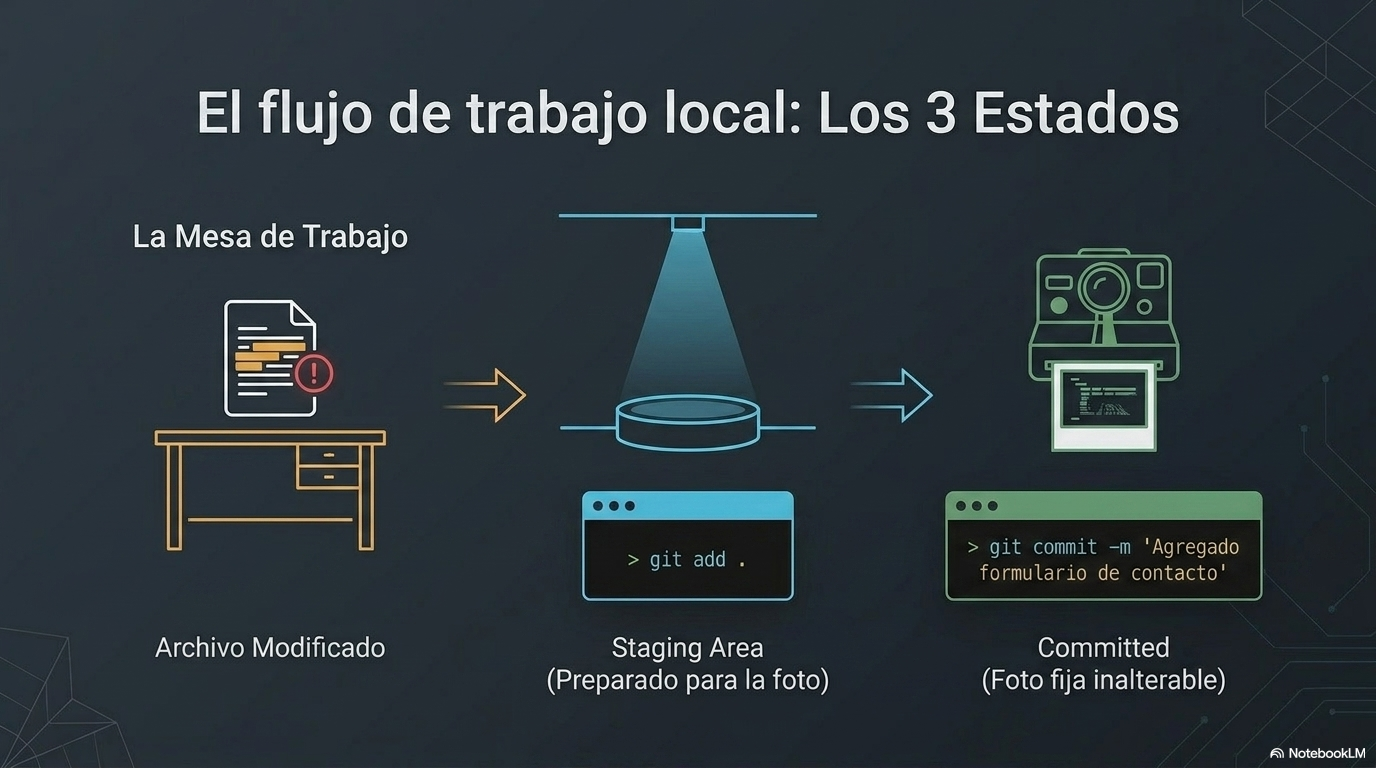 El flujo de trabajo local: Los 3 Estados
La Mesa de Trabajo
> git add .
> git commit -m 'Agregado
formulario de contacto'
Archivo Modificado
Staging Area
(Preparado para la foto)
Committed
(Foto fija inalterable)
NotebookLM